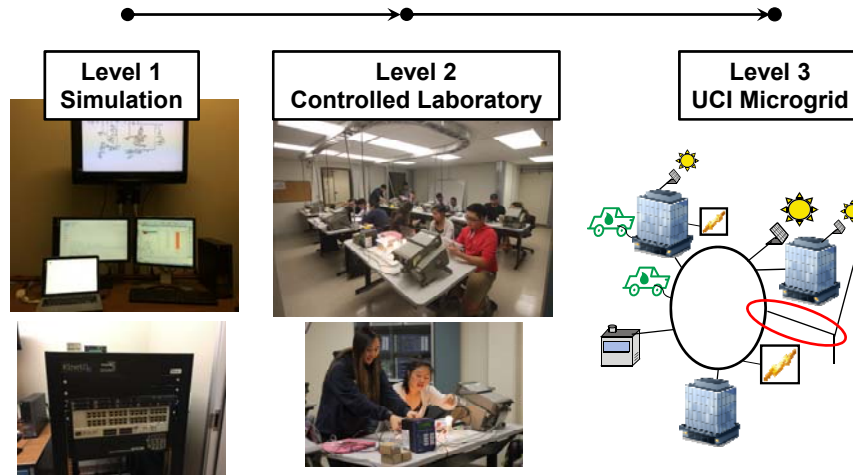 Level 1
Simulation
Level 2
Controlled Laboratory
Level 3
UCI Microgrid